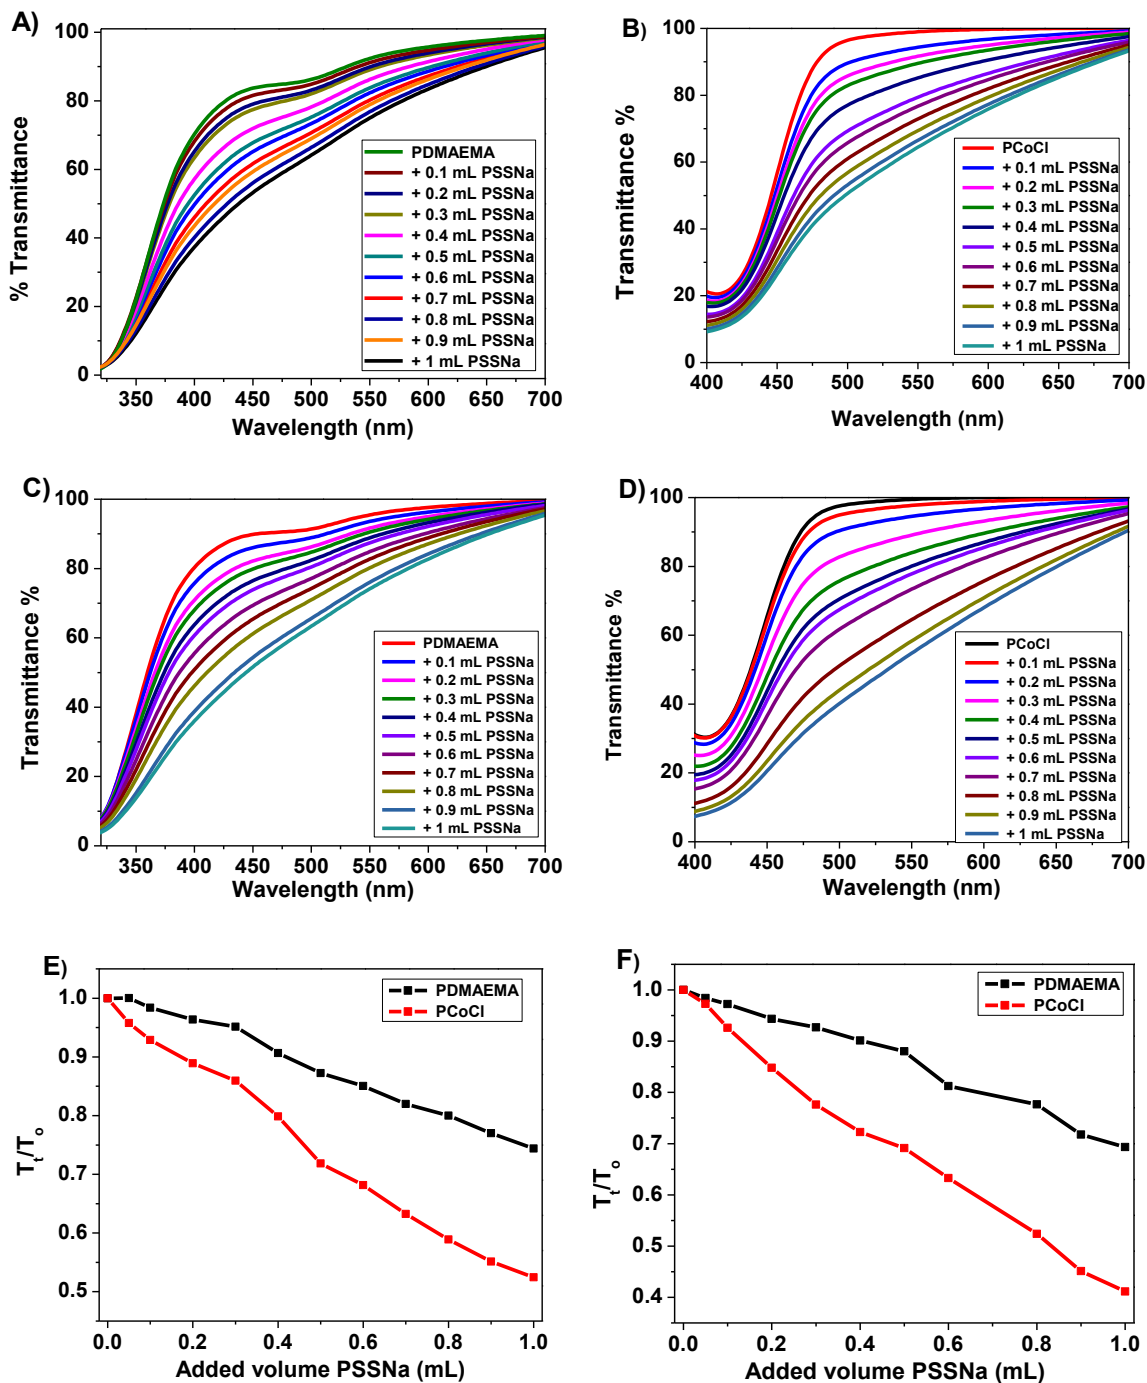 A)
% Transmittance
100
80
60
40
20
0
PDMAEMA
+ 0.1 mL PSSNa
+ 0.2 mL PSSNa
+ 0.3 mL PSSNa
+ 0.4 mL PSSNa
+ 0.5 mL PSSNa
+ 0.6 mL PSSNa
+ 0.7 mL PSSNa
+ 0.8 mL PSSNa
+ 0.9 mL PSSNa
+ 1 mL PSSNa
350 400 450 500 550 600 650 700
Wavelength (nm)
B)
Transmittance %
100
80
60
40
20
0
PCoCl
+ 0.1 mL PSSNa
+ 0.2 mL PSSNa
+ 0.3 mL PSSNa
+ 0.4 mL PSSNa
+ 0.5 mL PSSNa
+ 0.6 mL PSSNa
+ 0.7 mL PSSNa
+ 0.8 mL PSSNa
+ 0.9 mL PSSNa
+ 1 mL PSSNa
400 450 500 550 600 650 700
Wavelength (nm)
C)
Transmittance %
100
80
60
40
20
0
PDMAEMA
+ 0.1 mL PSSNa
+ 0.2 mL PSSNa
+ 0.3 mL PSSNa
+ 0.4 mL PSSNa
+ 0.5 mL PSSNa
+ 0.6 mL PSSNa
+ 0.7 mL PSSNa
+ 0.8 mL PSSNa
+ 0.9 mL PSSNa
+ 1 mL PSSNa
350 400 450 500 550 600 650 700
Wavelength (nm)
D)
Transmittance %
100
80
60
40
20
0
PCoCl
+ 0.1 mL PSSNa
+ 0.2 mL PSSNa
+ 0.3 mL PSSNa
+ 0.4 mL PSSNa
+ 0.5 mL PSSNa
+ 0.6 mL PSSNa
+ 0.7 mL PSSNa
+ 0.8 mL PSSNa
+ 0.9 mL PSSNa
+ 1 mL PSSNa
400 450 500 550 600 650 700
Wavelength (nm)
E)
Tt/To
1.0
0.9
0.8
0.7
0.6
0.5
PDMAEMA
PCoCl
0.0 0.2 0.4 0.6 0.8 1.0
Added volume PSSNa (mL)
F)
Tt/To
1.0
0.9
0.8
0.7
0.6
0.5
0.4
PDMAEMA
PCoCl
0.0 0.2 0.4 0.6 0.8 1.0
Added volume PSSNa (mL)